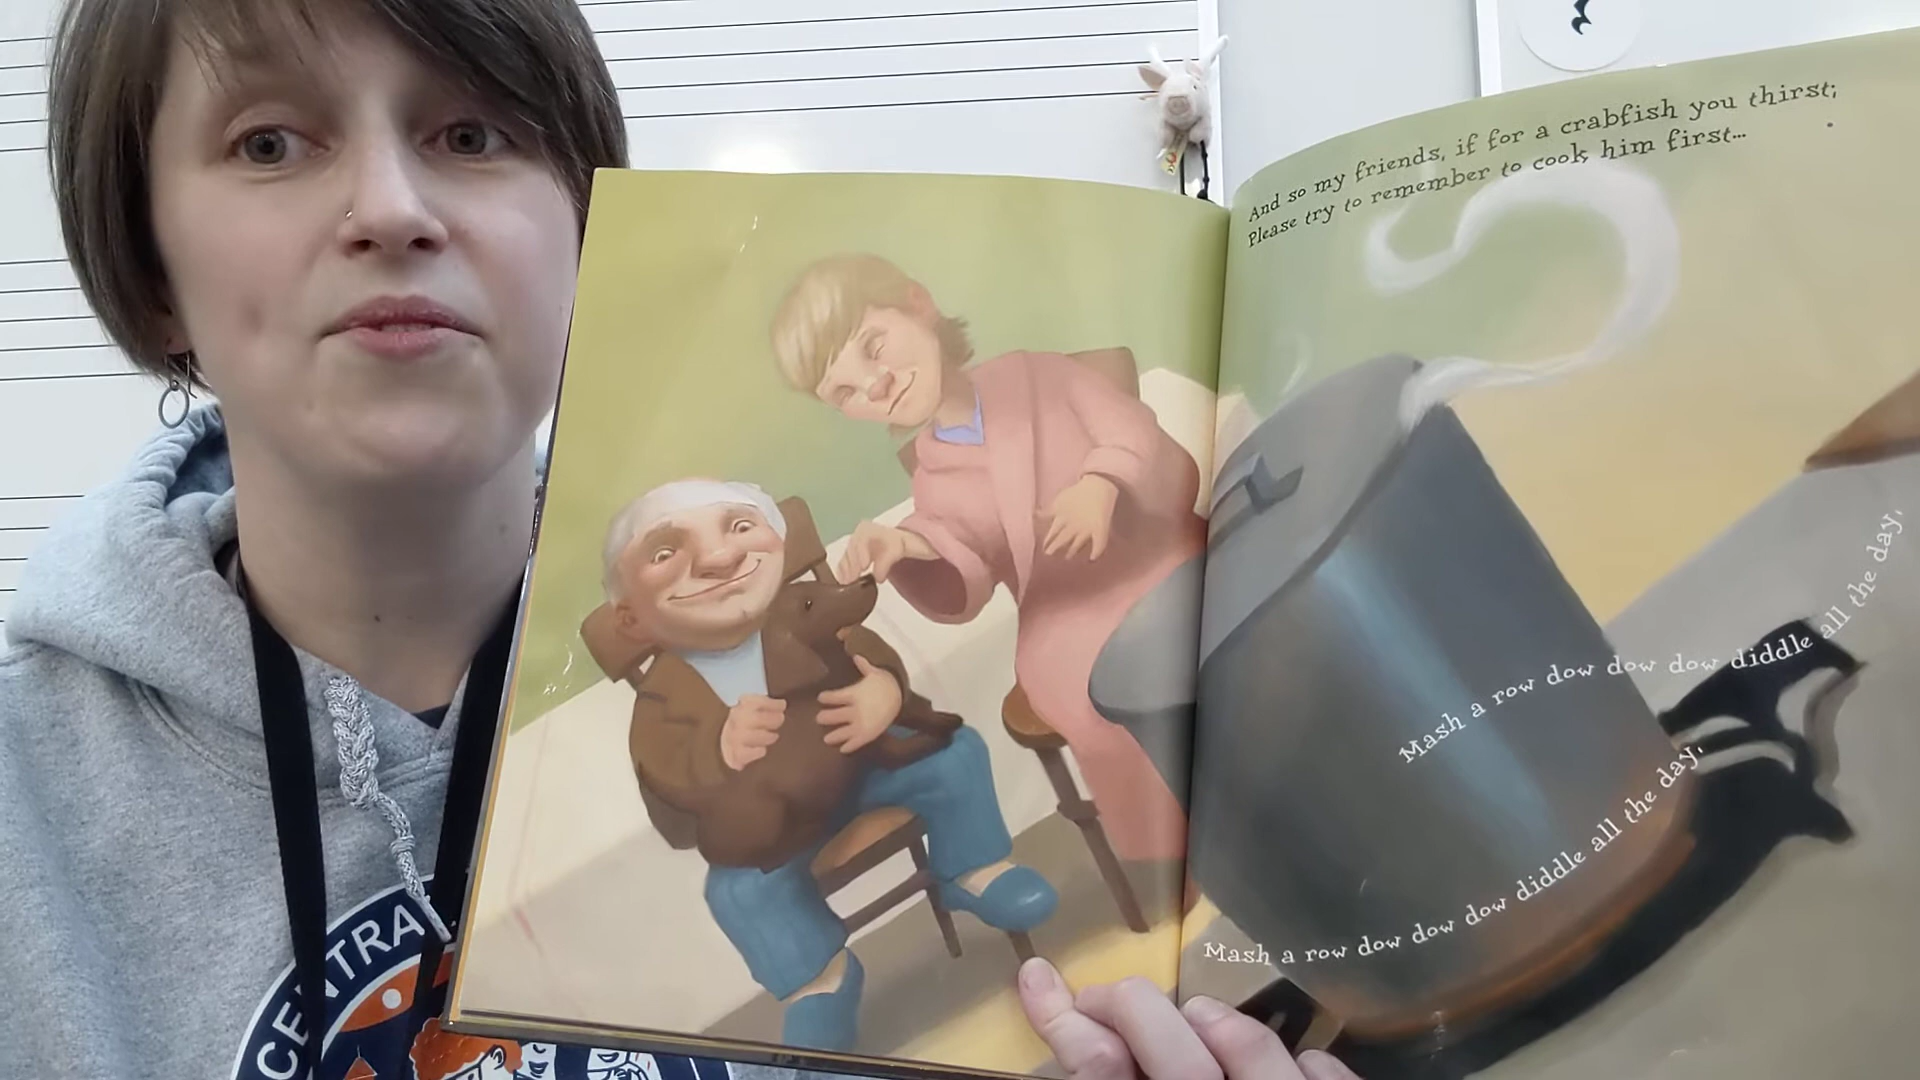 And so my friends, if for a crabfish you thirst;
Please try to remember to cook him first...
Mash a row dow dow dow diddle all the day,
Mash a row dow dow dow diddle all the day,
CENTRA